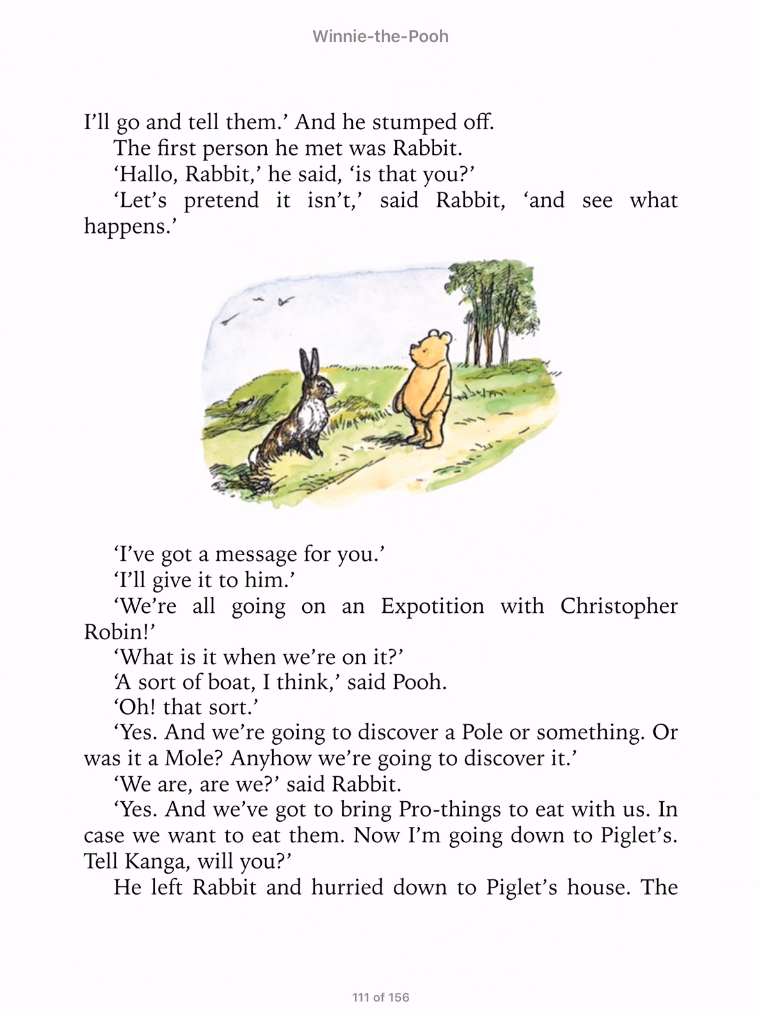 Winnie-the-Pooh
I’ll go and tell them.’ And he stumped off.
The first person he met was Rabbit.
‘Hallo, Rabbit,’ he said, ‘is that you?’
‘Let’s pretend it isn’t,’ said Rabbit, ‘and see what
happens.’
‘I’ve got a message for you.’
‘I’ll give it to him.’
‘We’re all going on an Expotition with Christopher
Robin!’
‘What is it when we’re on it?’
‘A sort of boat, I think,’ said Pooh.
‘Oh! that sort.’
‘Yes. And we’re going to discover a Pole or something. Or
was it a Mole? Anyhow we’re going to discover it.’
‘We are, are we?’ said Rabbit.
‘Yes. And we’ve got to bring Pro-things to eat with us. In
case we want to eat them. Now I’m going down to Piglet’s.
Tell Kanga, will you?’
He left Rabbit and hurried down to Piglet’s house. The
111 of 156